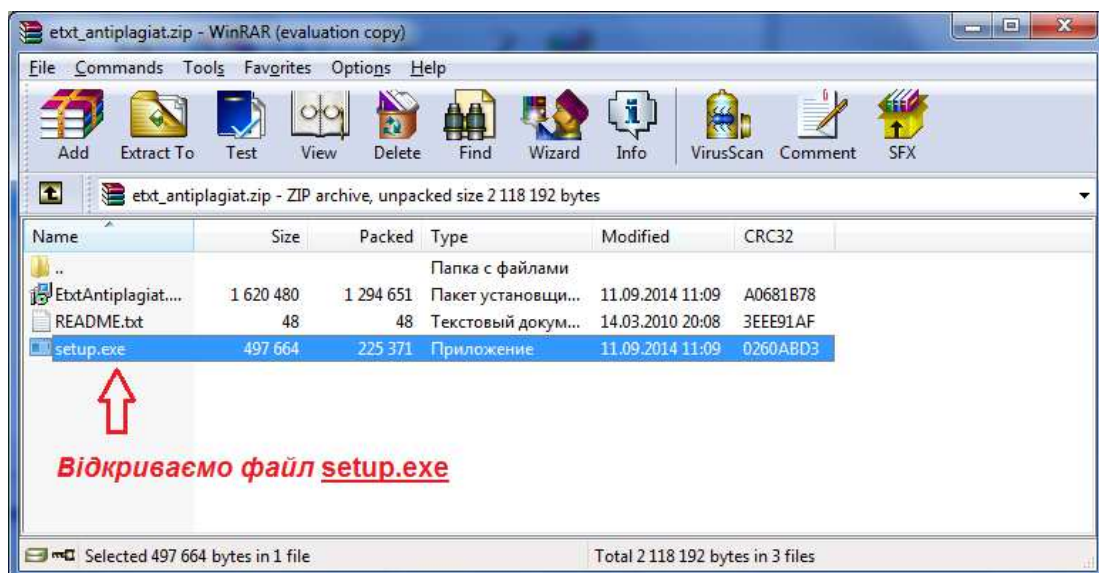 etxt_antiplagiat.zip - WinRAR (evaluation copy)
File Commands Tools Favorites Options Help
Add Extract To Test View Delete Find Wizard Info VirusScan Comment SFX
etxt_antiplagiat.zip - ZIP archive, unpacked size 2 118 192 bytes
Name Size Packed Type Modified CRC32
.. Папка с файлами
EtxtAntiplagiat.... 1 620 480 1 294 651 Пакет установщи... 11.09.2014 11:09 A0681B78
README.txt 48 48 Текстовый докум... 14.03.2010 20:08 3EEE91AF
setup.exe 497 664 225 371 Приложение 11.09.2014 11:09 0260ABD3
Відкриваємо файл setup.exe
Selected 497 664 bytes in 1 file Total 2 118 192 bytes in 3 files